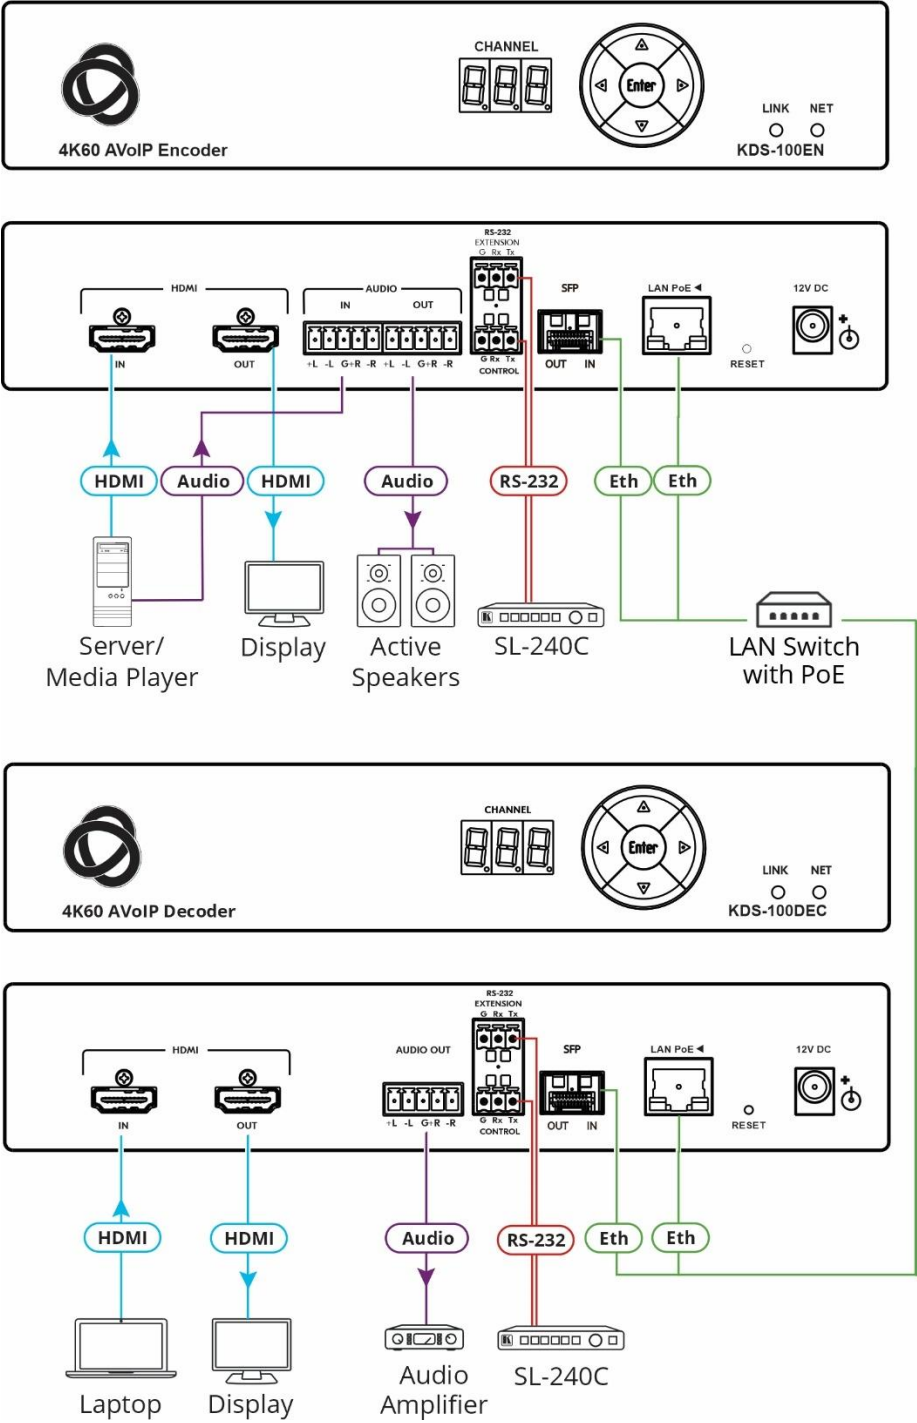 CHANNEL
Enter
LINK NET
4K60 AVoIP Encoder
KDS-100EN
RS-232
EXTENSION
G Rx Tx
HDMI
AUDIO
SFP
LAN PoE
12V DC
IN OUT
+
IN
OUT
+L -L G+R -R +L -L G+R -R
G Rx Tx
CONTROL
OUT IN
RESET
HDMI
Audio
HDMI
Audio
RS-232
Eth
Eth
Server/
Media Player
Display
Active
Speakers
SL-240C
LAN Switch
with PoE
CHANNEL
Enter
LINK NET
4K60 AVoIP Decoder
KDS-100DEC
RS-232
EXTENSION
G Rx Tx
HDMI
AUDIO OUT
SFP
LAN PoE
12V DC
+
IN
OUT
+L -L G+R -R
G Rx Tx
CONTROL
OUT IN
RESET
HDMI
HDMI
Audio
RS-232
Eth
Eth
Laptop
Display
Audio
Amplifier
SL-240C